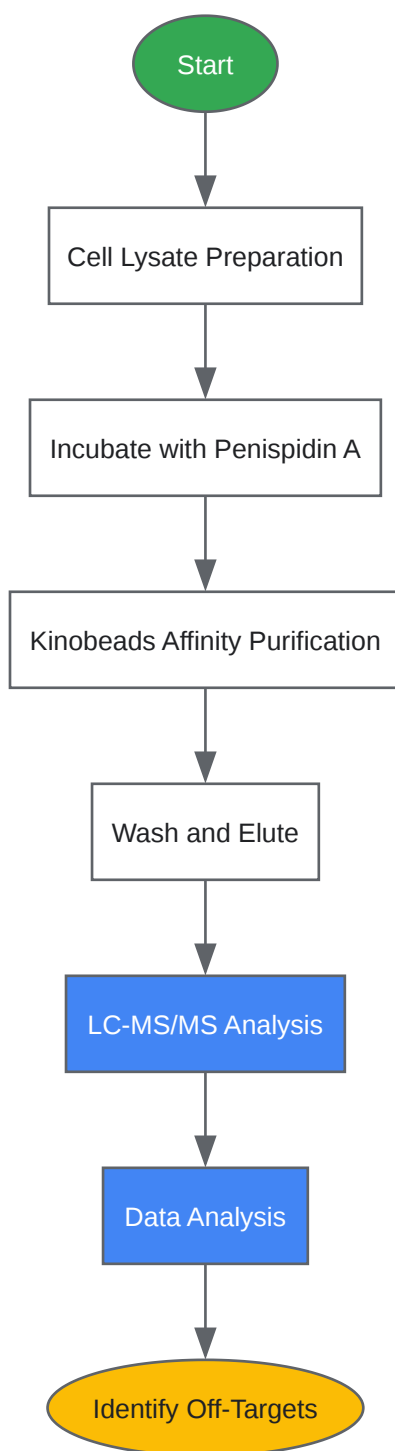 Start
Cell Lysate Preparation
Incubate with Penispidin A
Kinobeads Affinity Purification
Wash and Elute
LC-MS/MS Analysis
Data Analysis
Identify Off-Targets